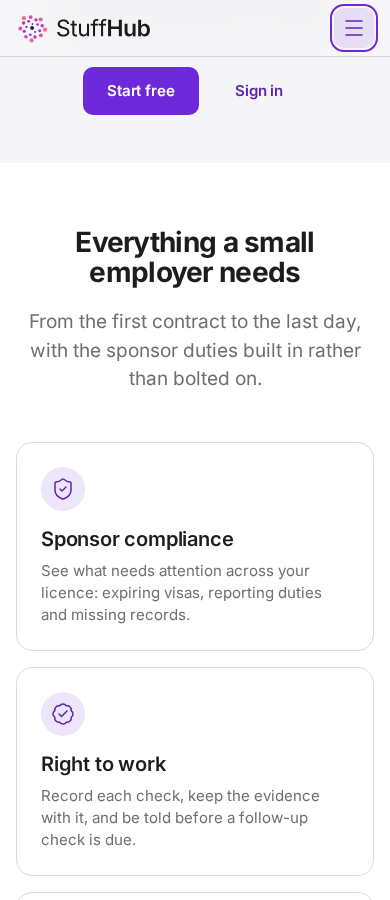 StuffHub
Start free
Sign in
Everything a small
employer needs
From the first contract to the last day,
with the sponsor duties built in rather
than bolted on.
Sponsor compliance
See what needs attention across your
licence: expiring visas, reporting duties
and missing records.
Right to work
Record each check, keep the evidence
with it, and be told before a follow-up
check is due.